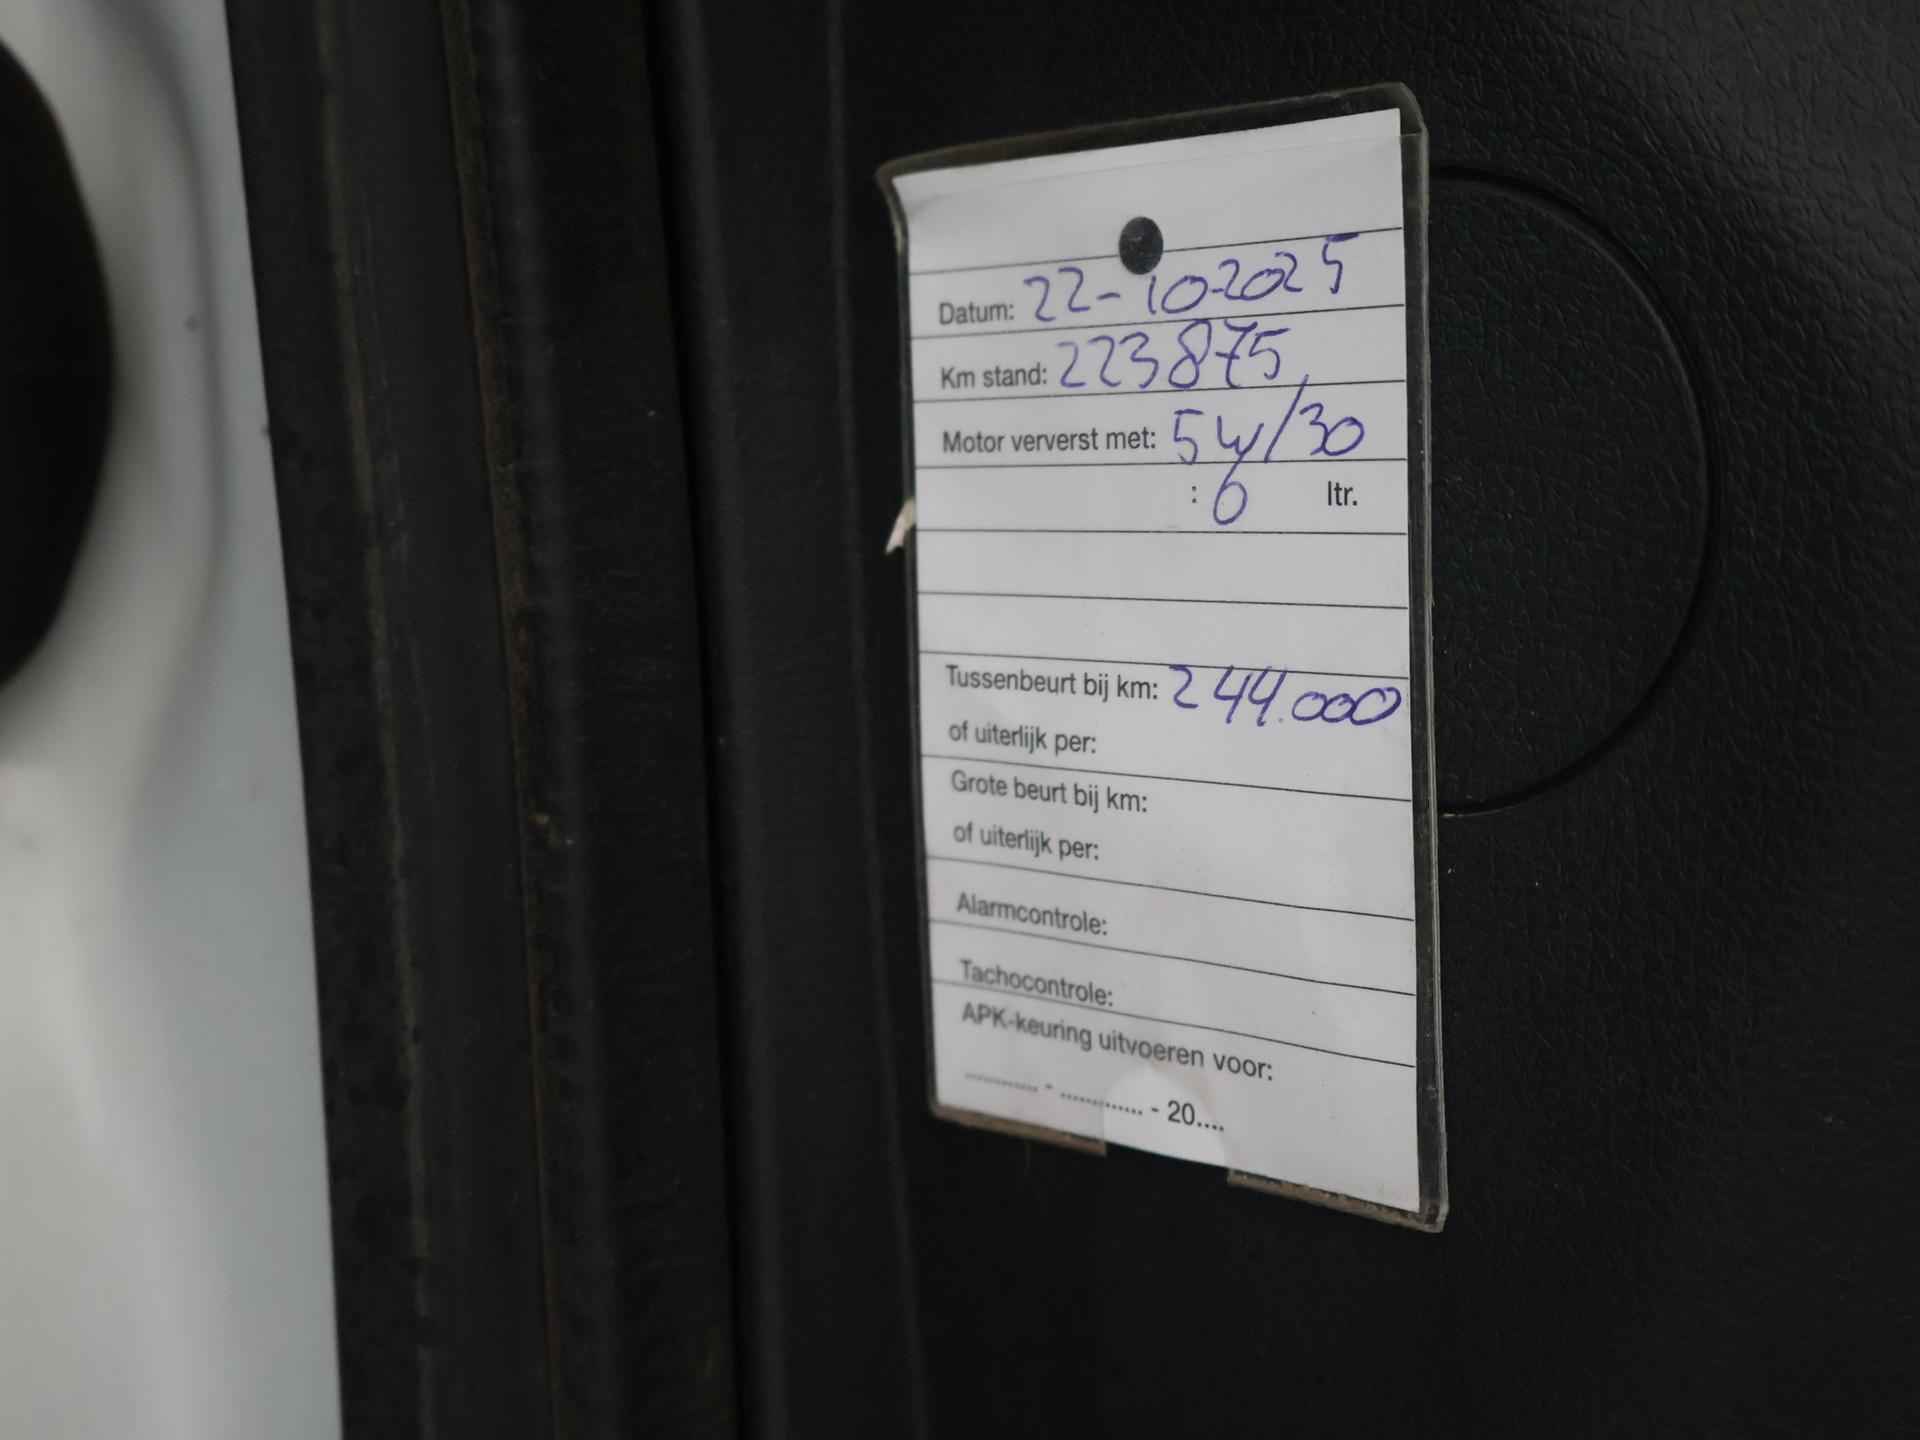 Datum: 22-10-2025
Km stand: 223875
Motor ververst met: 5w/30
: 6 ltr.
Tussenbeurt bij km: 244.000
of uiterlijk per:
Grote beurt bij km:
of uiterlijk per:
Alarmcontrole:
Tachocontrole:
APK-keuring uitvoeren voor:
........... - ............. - 20....